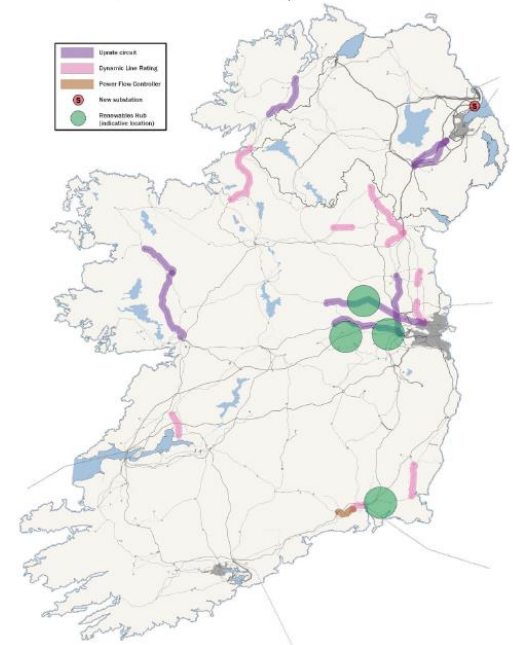 Uprate circuit
Dynamic Line Rating
Power Flow Controller
S New substation
Renewables Hub
(indicative location)
S